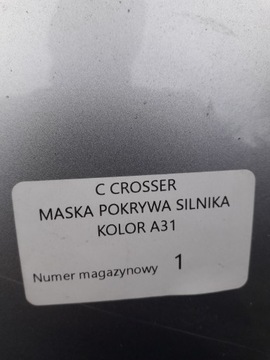 C CROSSER
MASKA POKRYWA SILNIKA
KOLOR A31
Numer magazynowy 1